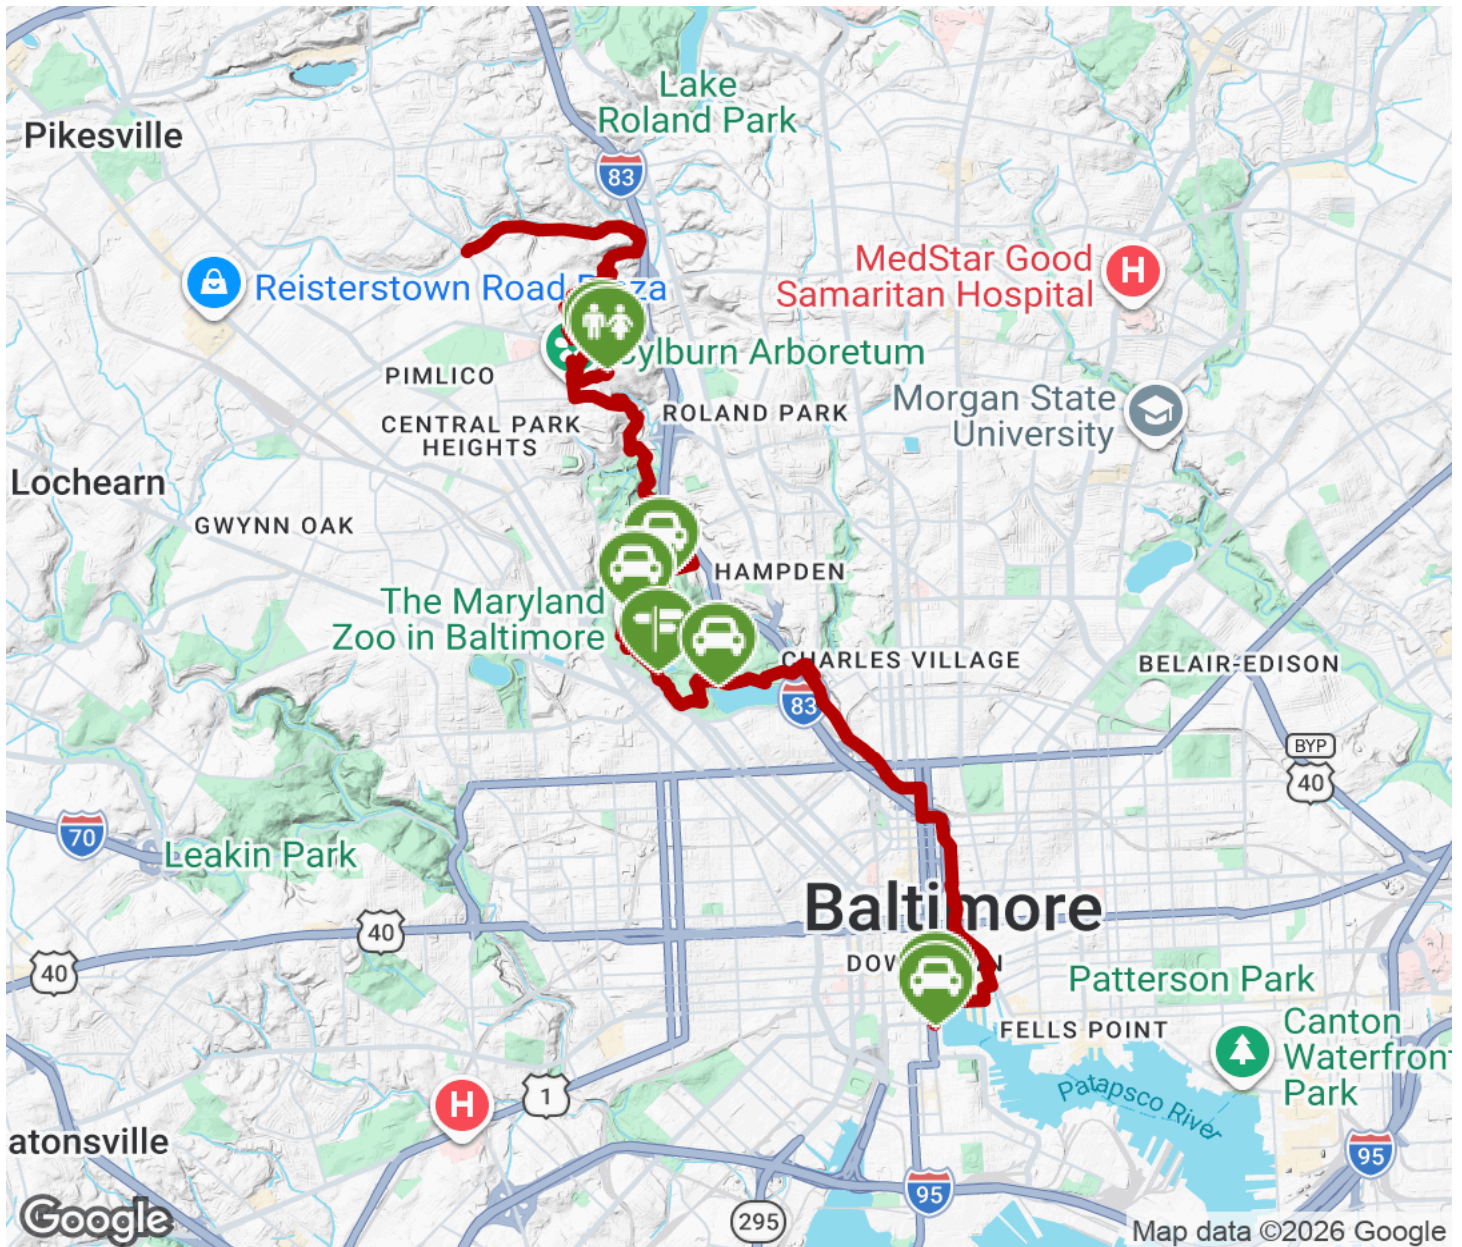 Lake
Roland Park
Pikesville
83
MedStar Good
Samaritan Hospital
H
Reisterstown Road Plaza
Cylburn Arboretum
PIMLICO
ROLAND PARK
Morgan State
University
CENTRAL PARK
HEIGHTS
Lochearn
GWYNN OAK
HAMPDEN
The Maryland
Zoo in Baltimore
CHARLES VILLAGE
BELAIR-EDISON
83
BYP
40
70
Leakin Park
Baltimore
40
40
DOW
N
Patterson Park
FELLS POINT
Canton
Waterfront
Park
Patapsco River
H
1
atonsville
95
95
295
Google
Map data ©2026 Google